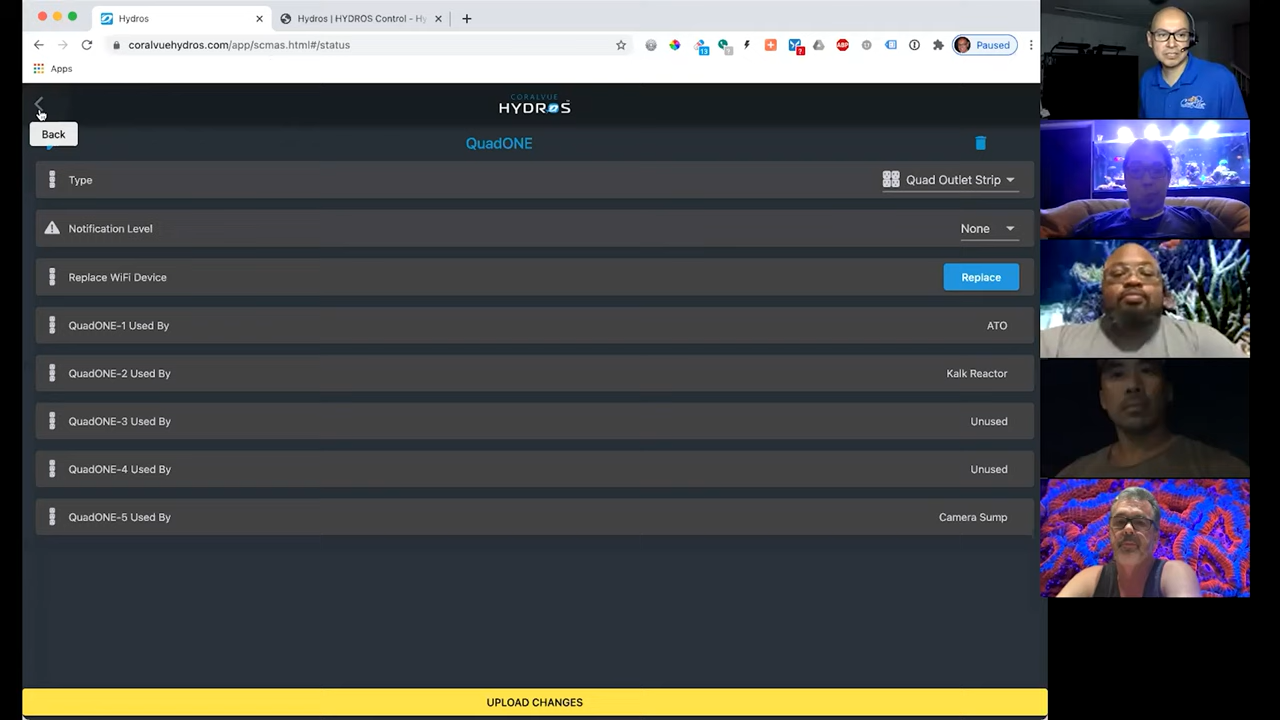 Hydros
Hydros | HYDROS Control - Hy
coralvuehydros.com/app/scmas.html#/status
13
7
ABP
Paused
Apps
CORALVUE
HYDROS
Back
QuadONE
Type
Quad Outlet Strip
Notification Level
None
Replace WiFi Device
Replace
QuadONE-1 Used By
ATO
QuadONE-2 Used By
Kalk Reactor
QuadONE-3 Used By
Unused
QuadONE-4 Used By
Unused
QuadONE-5 Used By
Camera Sump
UPLOAD CHANGES